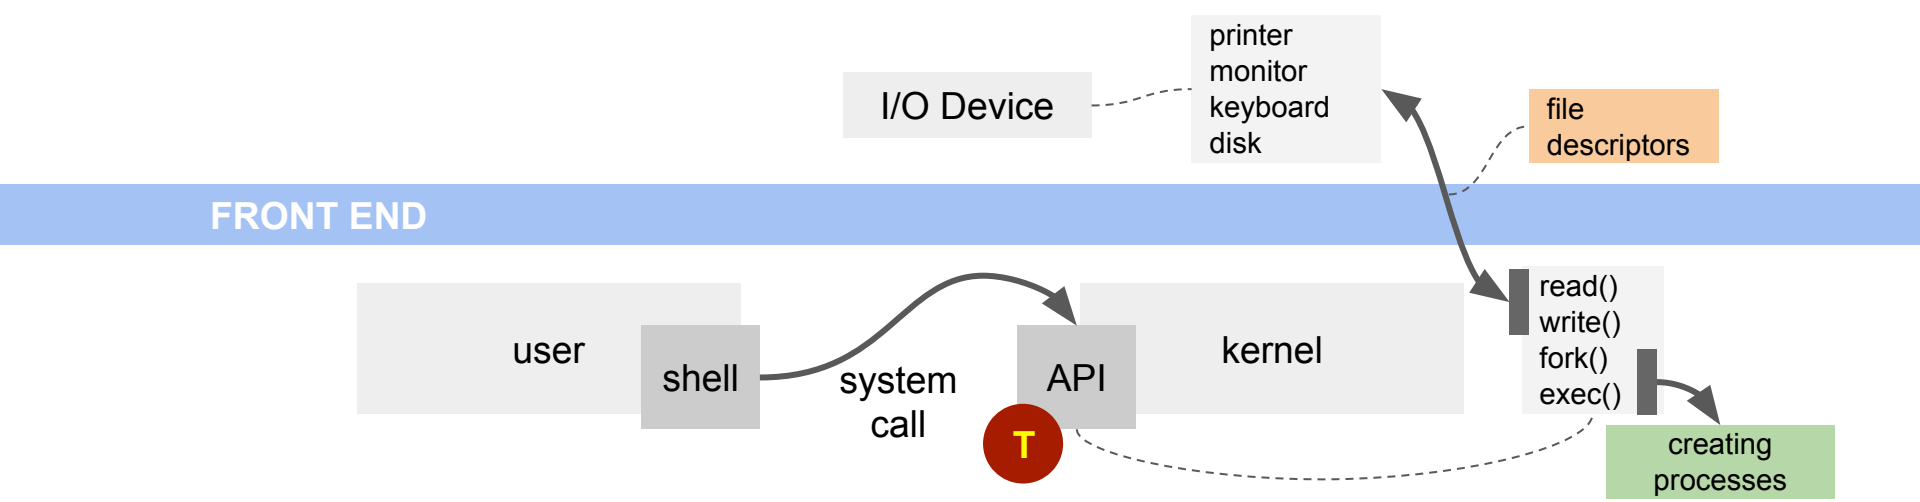 printer
monitor
keyboard
disk
I/O Device
file
descriptors
FRONT END
user
shell
system
call
API
T
kernel
read()
write()
fork()
exec()
creating
processes